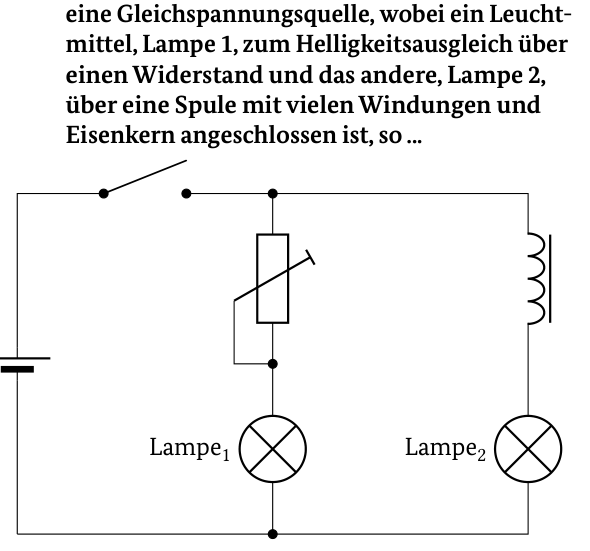 eine Gleichspannungsquelle, wobei ein Leucht-
mittel, Lampe 1, zum Helligkeitsausgleich über
einen Widerstand und das andere, Lampe 2,
über eine Spule mit vielen Windungen und
Eisenkern angeschlossen ist, so ...
Lampe₁
Lampe₂